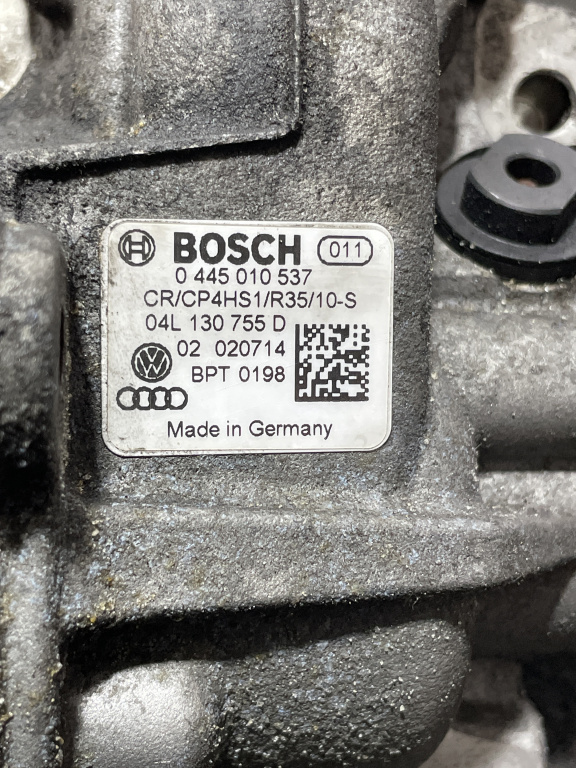 BOSCH 011
0 445 010 537
CR/CP4HS1/R35/10-S
04L 130 755 D
02 020714
BPT 0198
Made in Germany